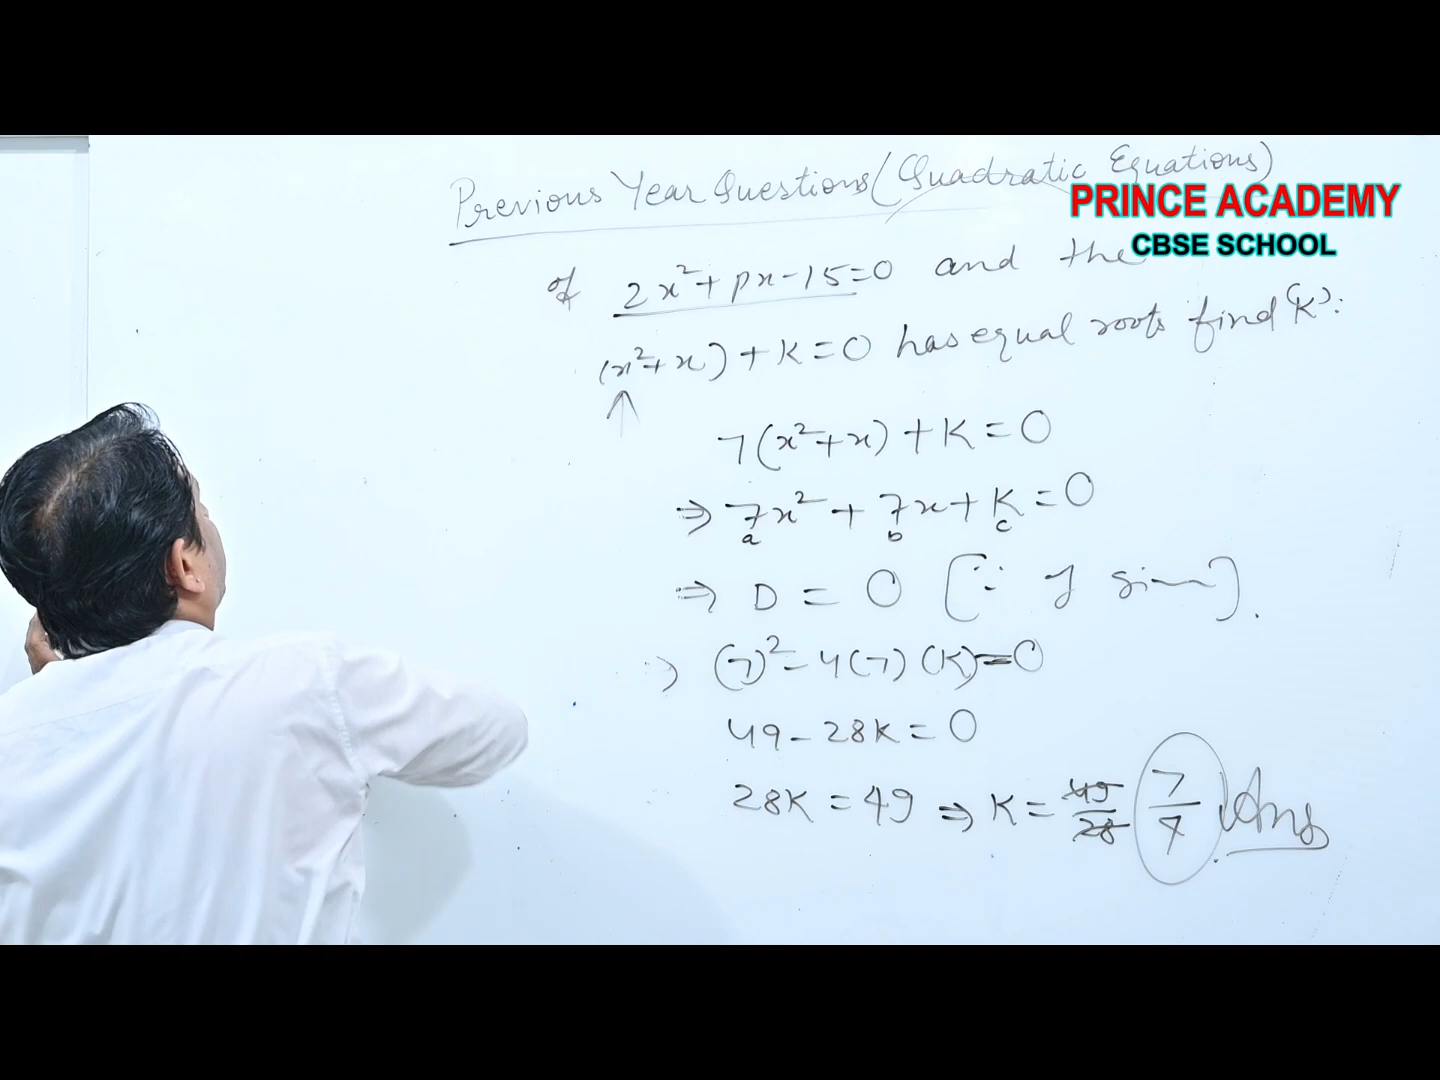 Previous Year Questions (Quadratic Equations)
PRINCE ACADEMY
CBSE SCHOOL
of 2x²+px-15=0 and the
(x²+x)+K=0 has equal roots find 'K'.
7(x²+x)+K=0
⇒ 7x²+7x+K=0
a b c
⇒ D = 0 [∵ given].
⇒ (7)²-4(7)(K)=0
49-28K=0
28K=49 ⇒ K=49/28 7/4 Ans